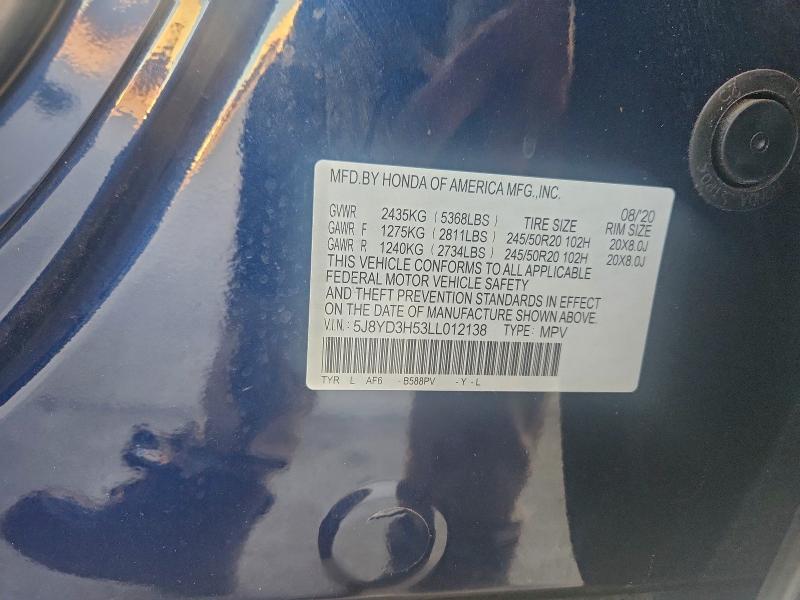 MFD.BY HONDA OF AMERICA MFG.,INC.
08/'20
GVWR 2435KG (5368LBS) TIRE SIZE RIM SIZE
GAWR F 1275KG (2811LBS) 245/50R20 102H 20X8.0J
GAWR R 1240KG (2734LBS) 245/50R20 102H 20X8.0J
THIS VEHICLE CONFORMS TO ALL APPLICABLE
FEDERAL MOTOR VEHICLE SAFETY
AND THEFT PREVENTION STANDARDS IN EFFECT
ON THE DATE OF MANUFACTURE SHOWN ABOVE.
V.I.N.: 5J8YD3H53LL012138 TYPE: MPV
TYR L AF6 - B588PV - Y - L